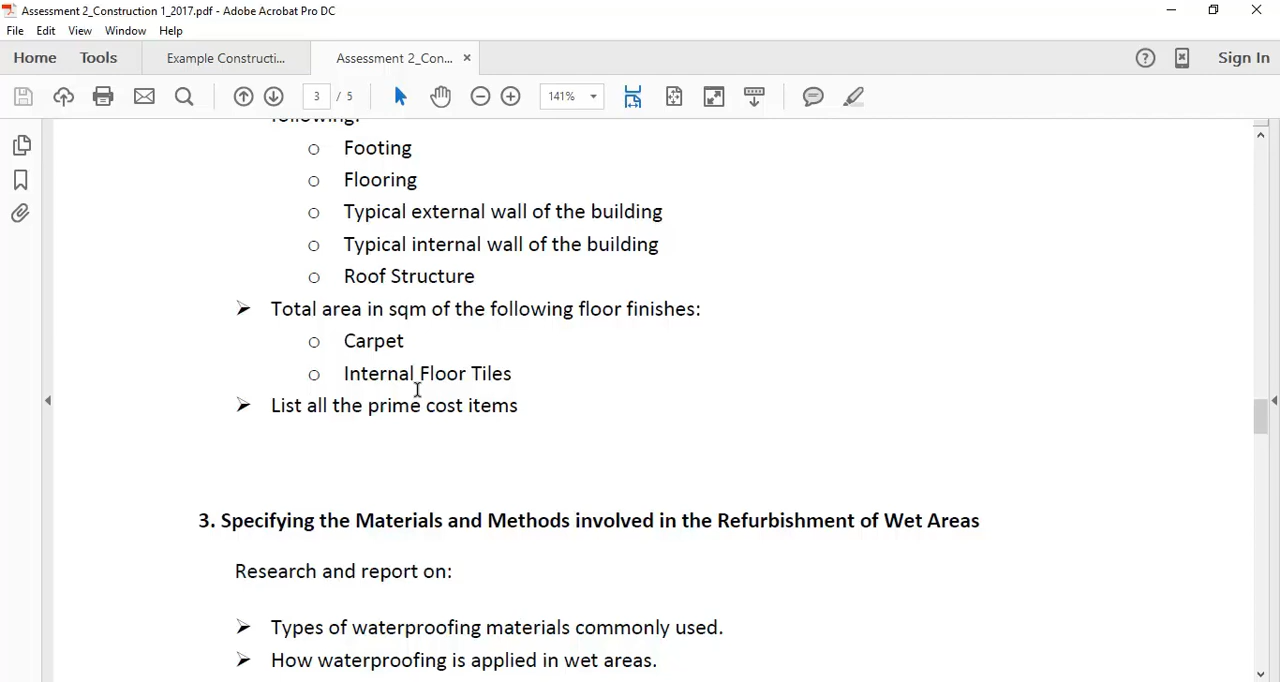 Assessment 2_Construction 1_2017.pdf - Adobe Acrobat Pro DC
File Edit View Window Help
Home Tools Example Constructi... Assessment 2_Con... × ? Sign In
3 / 5 141%
following:
o Footing
o Flooring
o Typical external wall of the building
o Typical internal wall of the building
o Roof Structure
➢ Total area in sqm of the following floor finishes:
o Carpet
o Internal Floor Tiles
➢ List all the prime cost items
3. Specifying the Materials and Methods involved in the Refurbishment of Wet Areas
Research and report on:
➢ Types of waterproofing materials commonly used.
➢ How waterproofing is applied in wet areas.